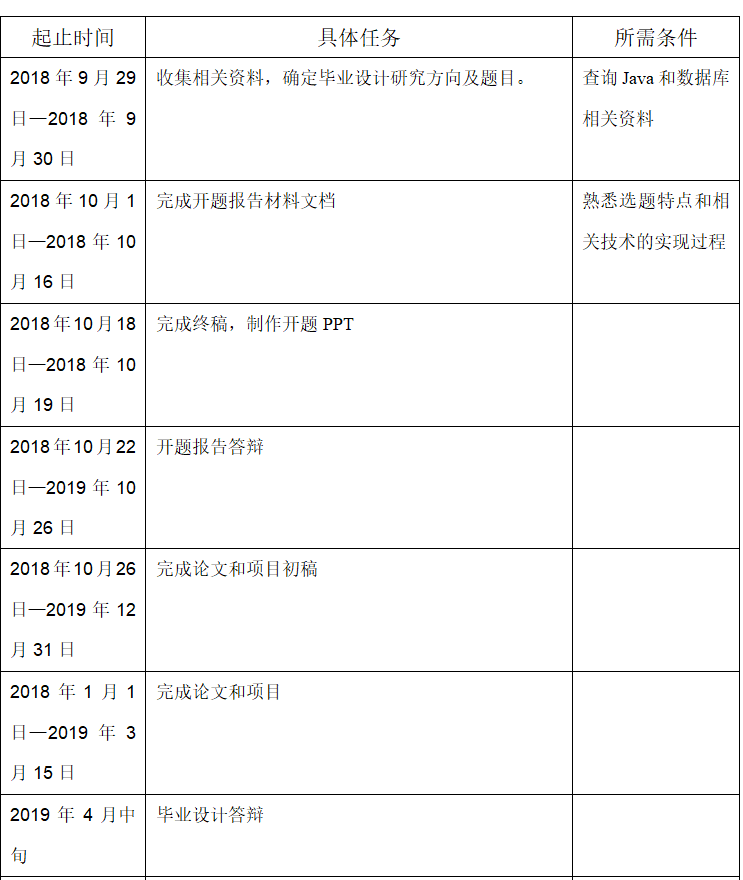 起止时间 具体任务 所需条件
2018 年 9 月 29 收集相关资料，确定毕业设计研究方向及题目。 查询 Java 和数据库
日—2018 年 9 相关资料
月 30 日
2018 年 10 月 1 完成开题报告材料文档 熟悉选题特点和相
日—2018 年 10 关技术的实现过程
月 16 日
2018 年 10 月 18 完成终稿，制作开题 PPT
日—2018 年 10
月 19 日
2018 年 10 月 22 开题报告答辩
日—2019 年 10
月 26 日
2018 年 10 月 26 完成论文和项目初稿
日—2019 年 12
月 31 日
2018 年 1 月 1 完成论文和项目
日—2019 年 3
月 15 日
2019 年 4 月中 毕业设计答辩
旬